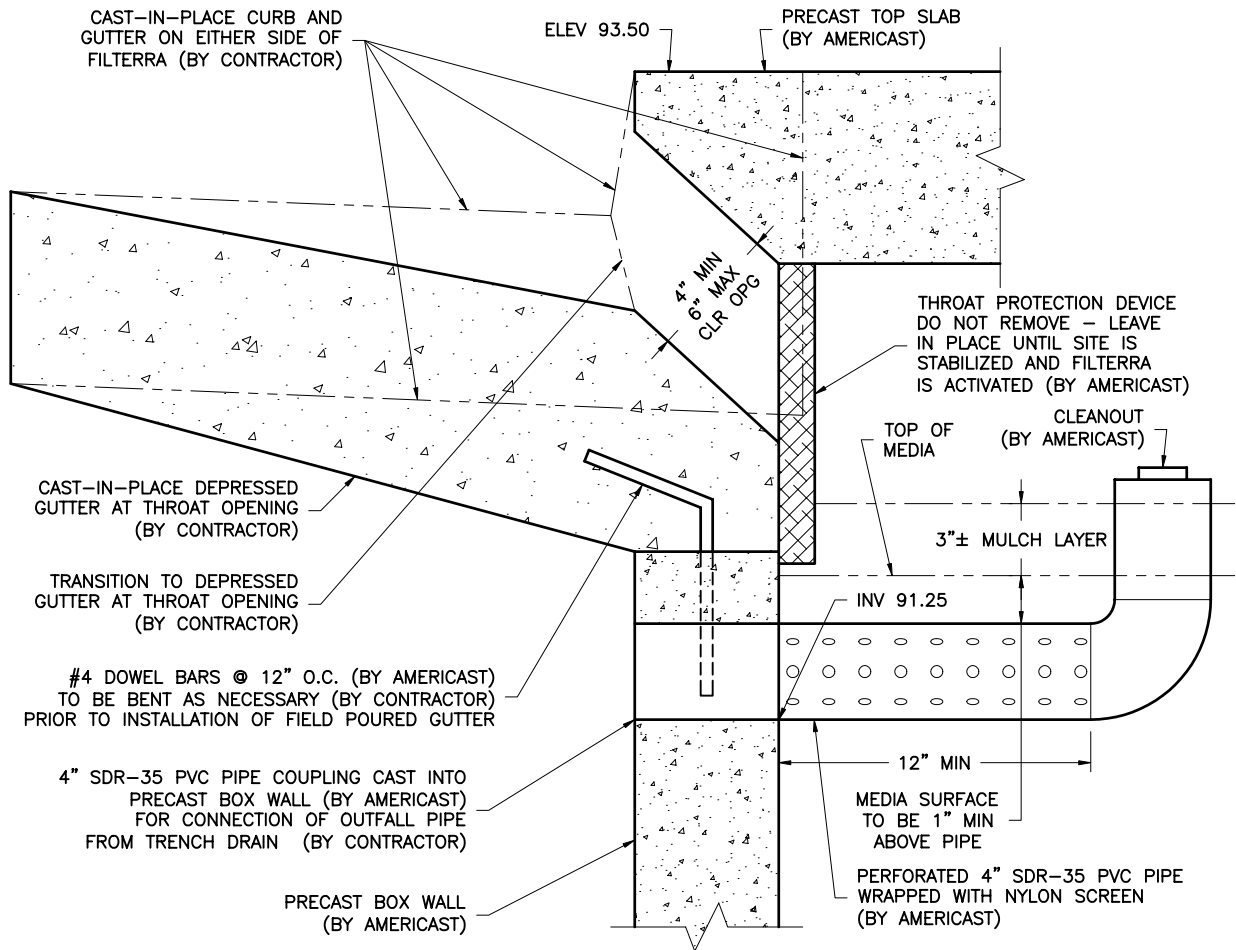 CAST-IN-PLACE CURB AND
GUTTER ON EITHER SIDE OF
FILTERRA (BY CONTRACTOR)
ELEV 93.50
PRECAST TOP SLAB
(BY AMERICAST)
4" MIN
6" MAX
CLR OPG
THROAT PROTECTION DEVICE
DO NOT REMOVE – LEAVE
IN PLACE UNTIL SITE IS
STABILIZED AND FILTERRA
IS ACTIVATED (BY AMERICAST)
CLEANOUT
(BY AMERICAST)
TOP OF
MEDIA
CAST-IN-PLACE DEPRESSED
GUTTER AT THROAT OPENING
(BY CONTRACTOR)
3"± MULCH LAYER
TRANSITION TO DEPRESSED
GUTTER AT THROAT OPENING
(BY CONTRACTOR)
INV 91.25
#4 DOWEL BARS @ 12" O.C. (BY AMERICAST)
TO BE BENT AS NECESSARY (BY CONTRACTOR)
PRIOR TO INSTALLATION OF FIELD POURED GUTTER
12" MIN
4" SDR-35 PVC PIPE COUPLING CAST INTO
PRECAST BOX WALL (BY AMERICAST)
FOR CONNECTION OF OUTFALL PIPE
FROM TRENCH DRAIN (BY CONTRACTOR)
MEDIA SURFACE
TO BE 1" MIN
ABOVE PIPE
PERFORATED 4" SDR-35 PVC PIPE
WRAPPED WITH NYLON SCREEN
(BY AMERICAST)
PRECAST BOX WALL
(BY AMERICAST)